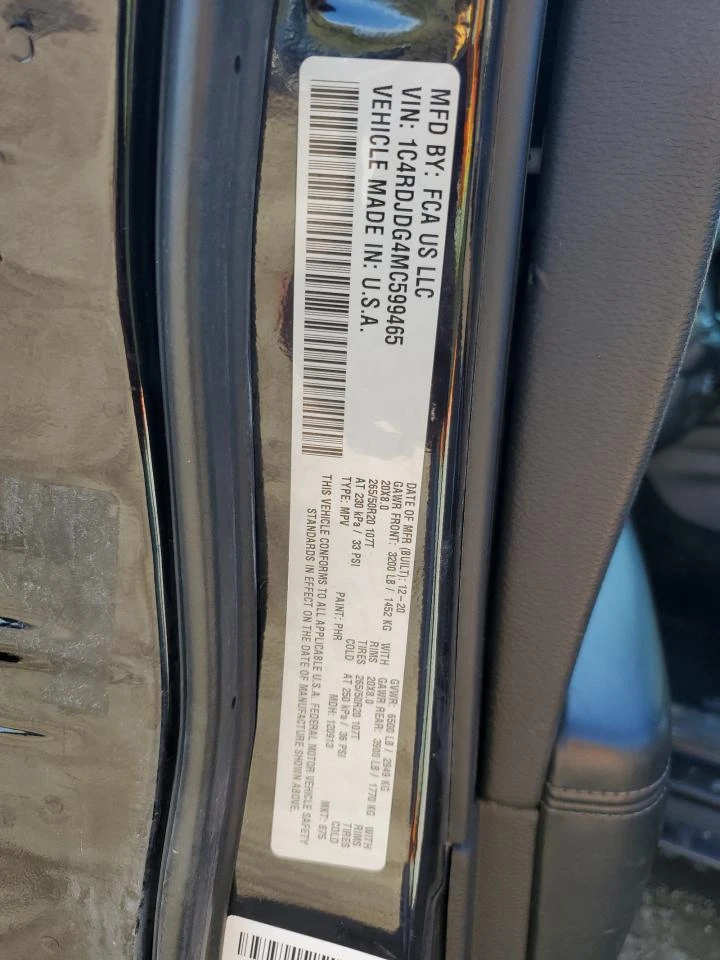 MFD BY: FCA US LLC
VIN: 1C4RDJDG4MC599465
VEHICLE MADE IN: U.S.A.
DATE OF MFR (BUILT): 12-20 GVWR: 6500 LB / 2949 KG
GAWR FRONT: 3200 LB / 1452 KG WITH GAWR REAR: 3900 LB / 1770 KG WITH
20X8.0 RIMS 20X8.0 RIMS
265/50R20 107T TIRES 265/50R20 107T TIRES
AT 230 kPa / 33 PSI COLD AT 250 kPa / 36 PSI COLD
TYPE: MPV PAINT: PHR MDH: 120913 MKT: 875
THIS VEHICLE CONFORMS TO ALL APPLICABLE U.S.A. FEDERAL MOTOR VEHICLE SAFETY
STANDARDS IN EFFECT ON THE DATE OF MANUFACTURE SHOWN ABOVE.